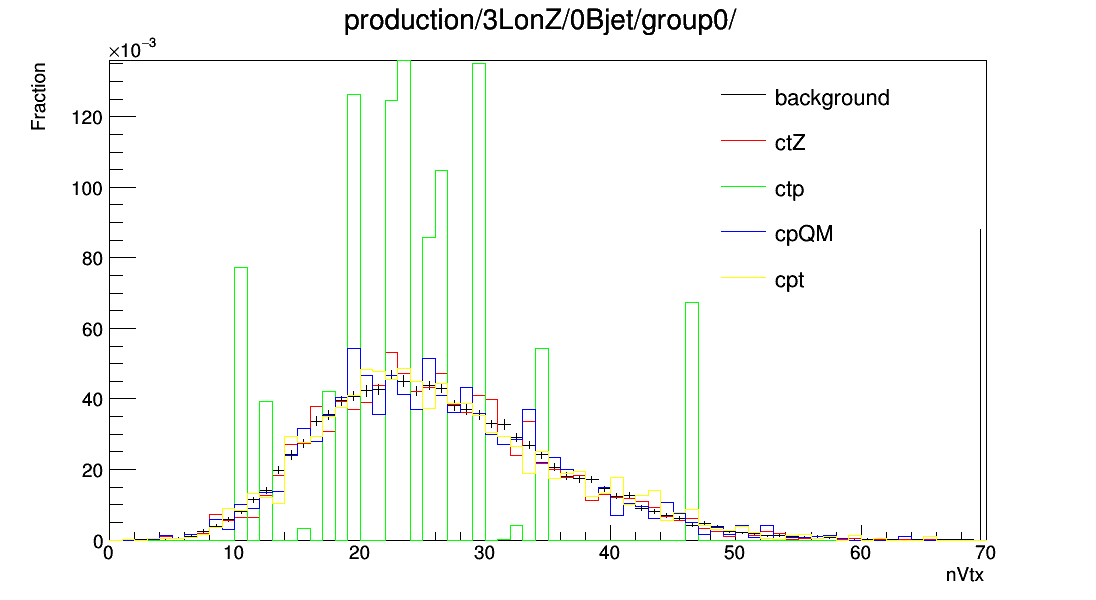 production/3LonZ/0Bjet/group0/
×10⁻³
Fraction
120
100
80
60
40
20
0
background
ctZ
ctp
cpQM
cpt
0 10 20 30 40 50 60 70
nVtx